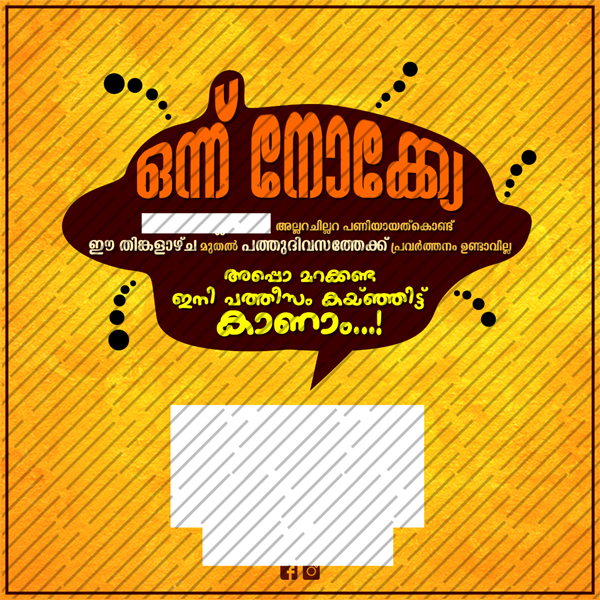 ഒന്ന് നോക്ക്യേ
അല്ലറചില്ലറ പണിയായത്കൊണ്ട്
ഈ തിങ്കളാഴ്ച മുതൽ പത്തുദിവസത്തേക്ക് പ്രവർത്തനം ഉണ്ടാവില്ല
അപ്പൊ മറക്കണ്ട
ഇനി പത്തീസം കയ്ഞ്ഞിട്ട്
കാണാം...!